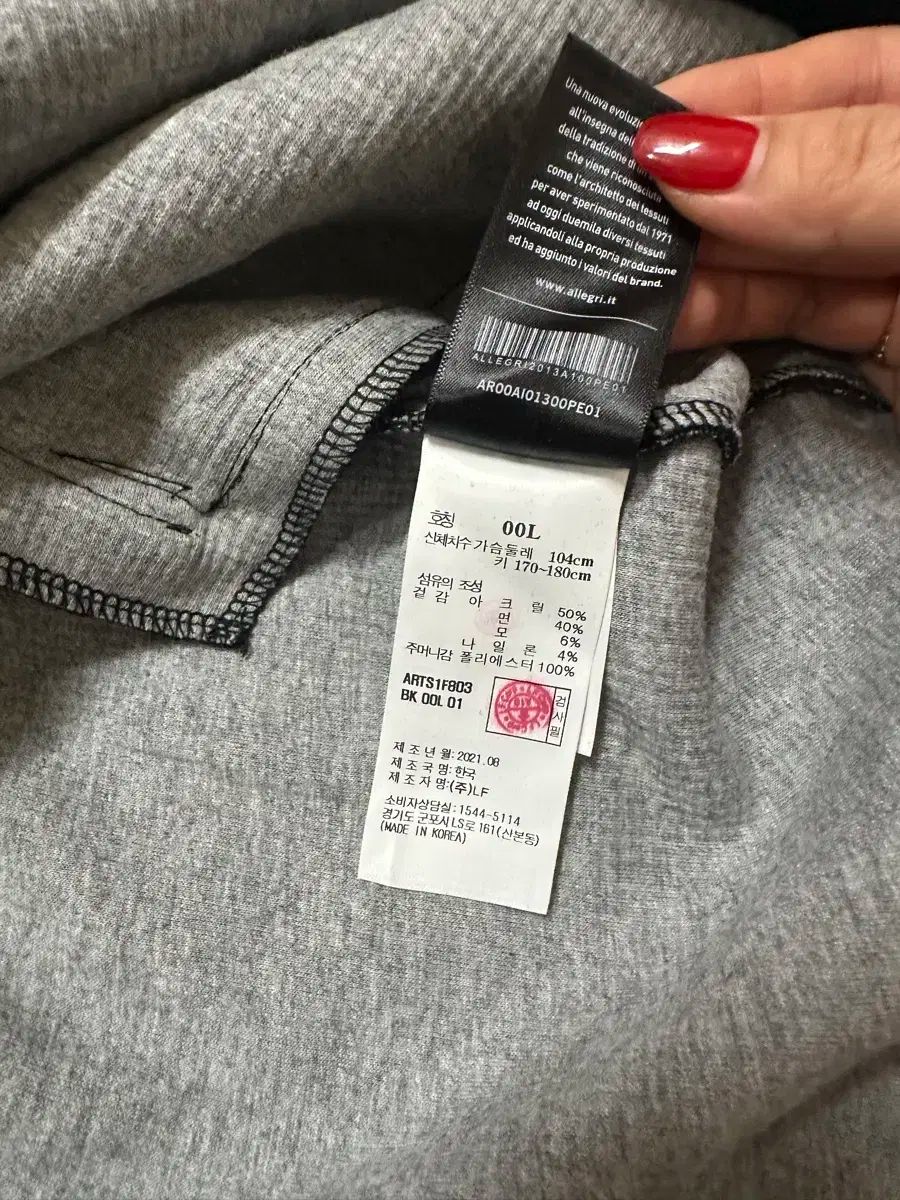 Una nuova
all'insegna
della tradizione di
che viene riconosciuta
come l'architetto dei tessuti
per aver sperimentato dal 1971
ad oggi duemila diversi tessuti
applicandoli alla propria produzione
ed ha aggiunto i valori del brand.
www.allegri.it
ALLEGRI2013A100PE01
AR00AI01300PE01
호칭 00L
신체치수 가슴둘레 104cm
키 170~180cm
섬유의 조성
겉감 아크릴 50%
면 40%
모 6%
나일론 4%
주머니감 폴리에스터 100%
ARTS1F803
BK 00L 01
검사필
제조년월: 2021.08
제조국명: 한국
제조자명: (주)LF
소비자상담실: 1544-5114
경기도 군포시 LS로 161(산본동)
(MADE IN KOREA)